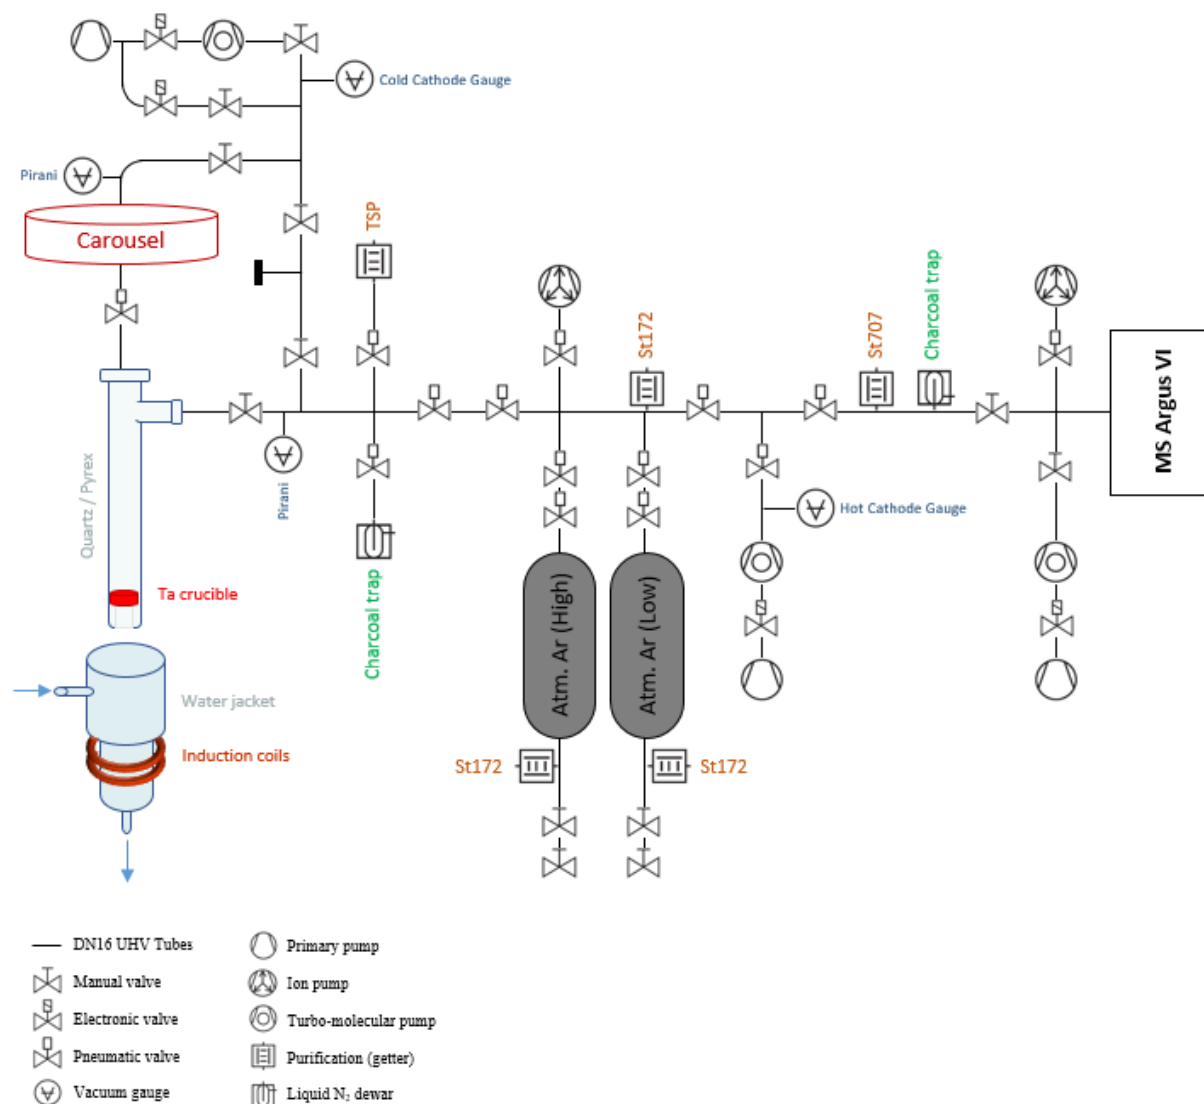 Cold Cathode Gauge
Pirani
Carousel
TSP
St172
St707
Charcoal trap
MS Argus VI
Quartz / Pyrex
Pirani
Hot Cathode Gauge
Ta crucible
Charcoal trap
Atm. Ar (High)
Atm. Ar (Low)
Water jacket
Induction coils
St172
St172
DN16 UHV Tubes
Manual valve
Electronic valve
Pneumatic valve
Vacuum gauge
Primary pump
Ion pump
Turbo-molecular pump
Purification (getter)
Liquid N₂ dewar